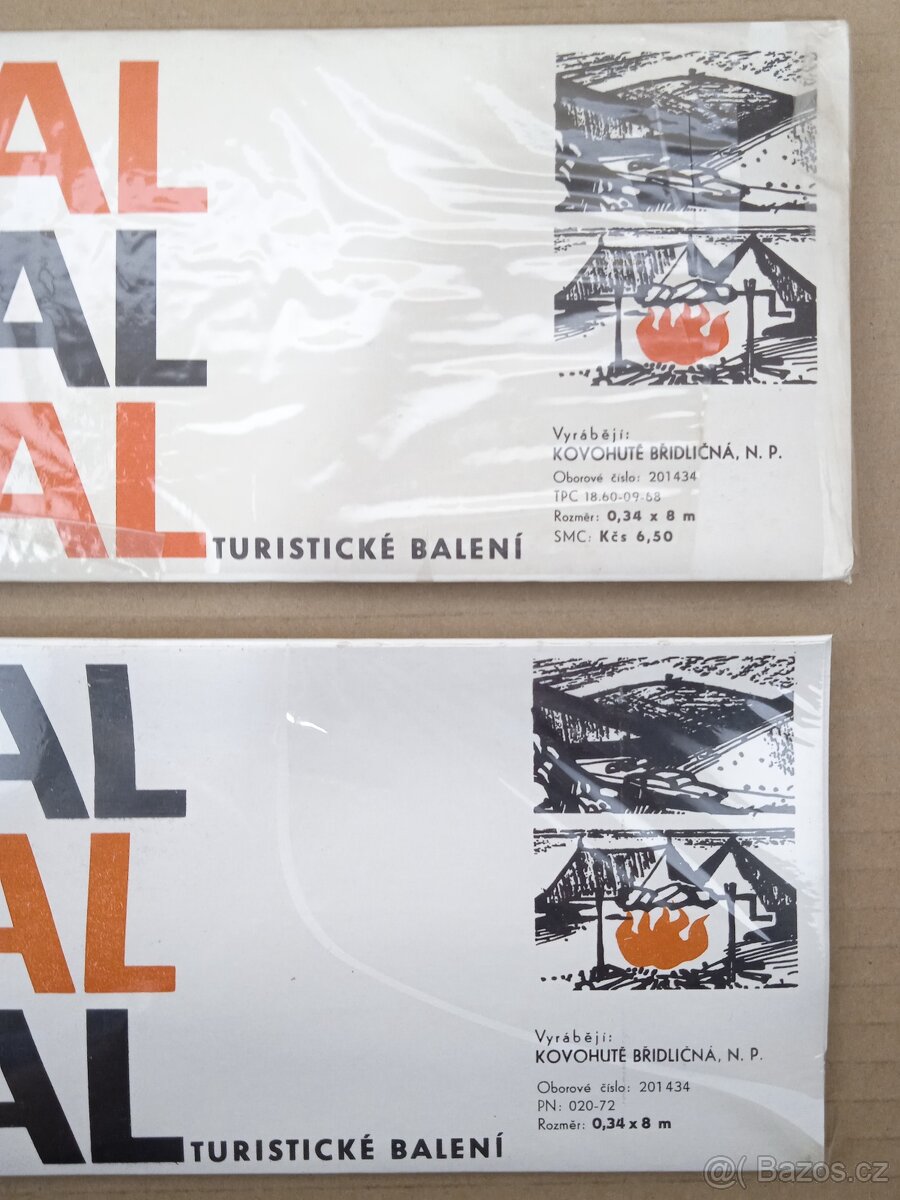 AL
AL
AL
TURISTICKÉ BALENÍ
Vyrábějí:
KOVOHUTĚ BŘIDLIČNÁ, N. P.
Oborové číslo: 201434
TPC 18.60-09-68
Rozměr: 0,34 x 8 m
SMC: Kčs 6,50
AL
AL
AL
TURISTICKÉ BALENÍ
Vyrábějí:
KOVOHUTĚ BŘIDLIČNÁ, N. P.
Oborové číslo: 201434
PN: 020-72
Rozměr: 0,34 x 8 m
@( Bazos.cz